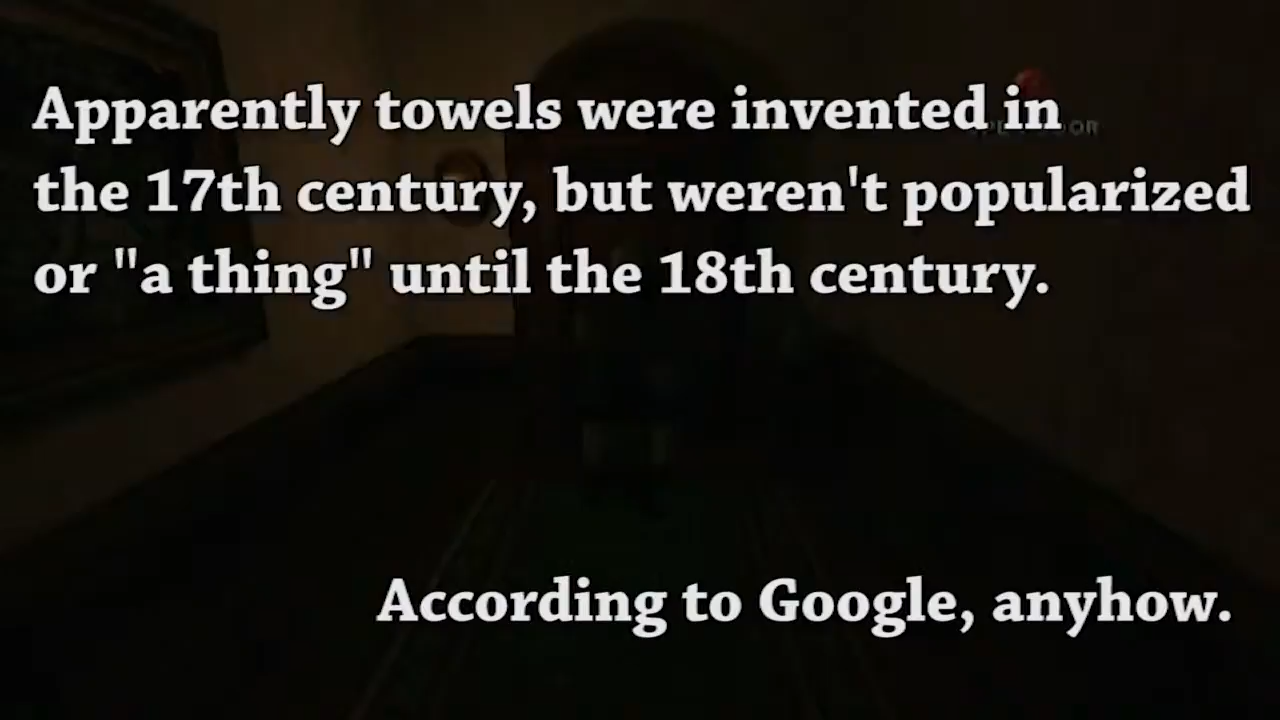 Apparently towels were invented in
the 17th century, but weren't popularized
or "a thing" until the 18th century.
According to Google, anyhow.